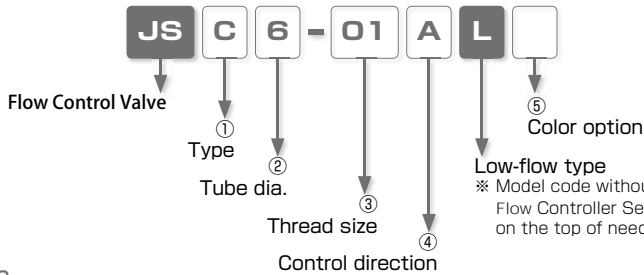 JS C 6 - 01 A L
Flow Control Valve
⑤
Color option
①
Type
②
Tube dia.
Low-flow type
※ Model code without
Flow Controller Se
on the top of need
③
Thread size
④
Control direction